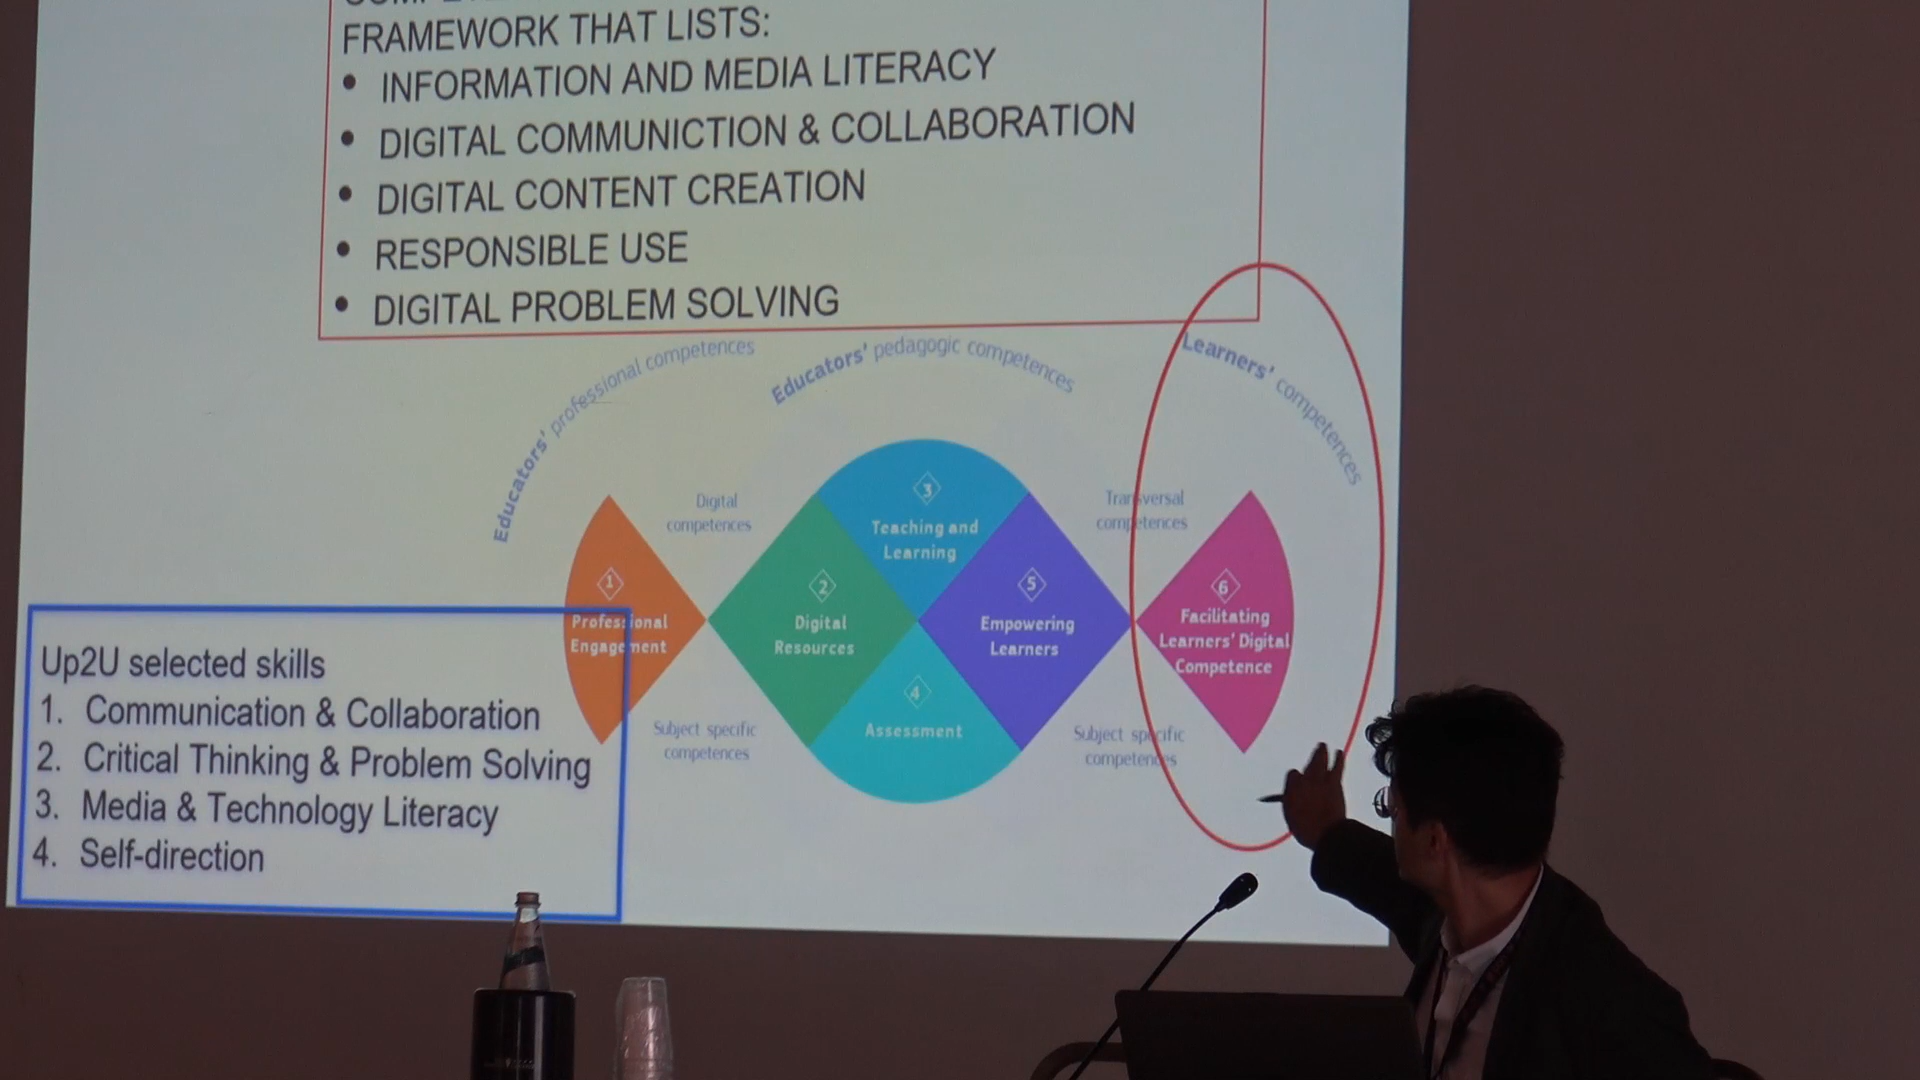 FRAMEWORK THAT LISTS:
• INFORMATION AND MEDIA LITERACY
• DIGITAL COMMUNICTION & COLLABORATION
• DIGITAL CONTENT CREATION
• RESPONSIBLE USE
• DIGITAL PROBLEM SOLVING
Educators' professional competences
Educators' pedagogic competences
Learners' competences
Digital
competences
Transversal
competences
3
Teaching and
Learning
1
Professional
Engagement
2
Digital
Resources
5
Empowering
Learners
6
Facilitating
Learners' Digital
Competence
4
Assessment
Subject specific
competences
Subject specific
competences
Up2U selected skills
1. Communication & Collaboration
2. Critical Thinking & Problem Solving
3. Media & Technology Literacy
4. Self-direction